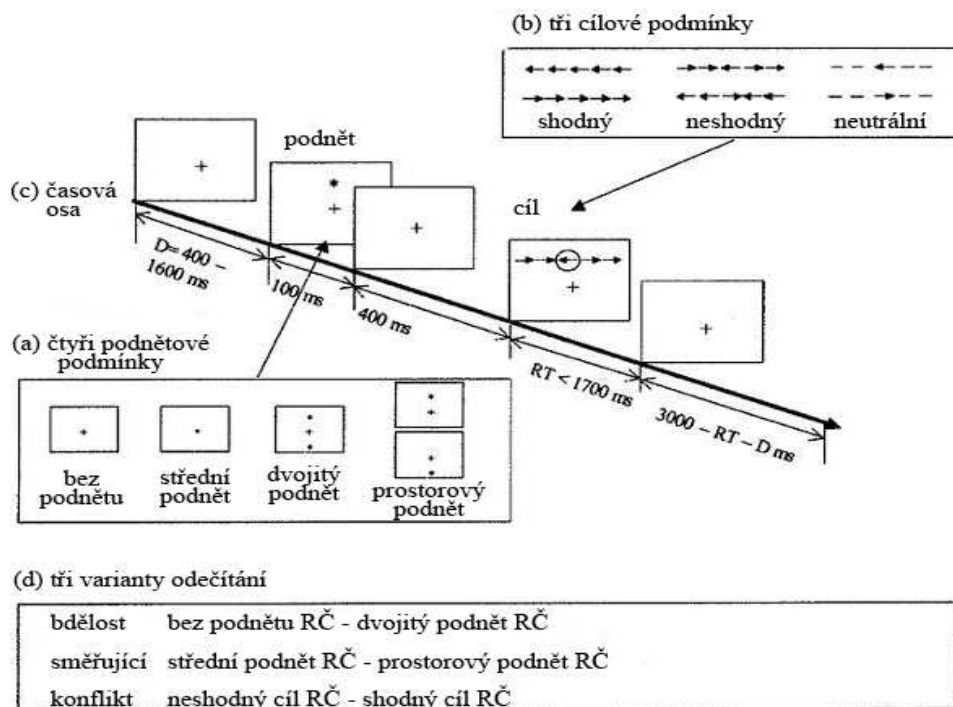 (b) tři cílové podmínky
shodný neshodný neutrální
podnět
(c) časová
osa
cíl
D= 400 –
1600 ms
100 ms
400 ms
RT < 1700 ms
3000 – RT – D ms
(a) čtyři podnětové
podmínky
bez
podnětu
střední
podnět
dvojitý
podnět
prostorový
podnět
(d) tři varianty odečítání
bdělost bez podnětu RČ - dvojitý podnět RČ
směřující střední podnět RČ - prostorový podnět RČ
konflikt neshodný cíl RČ - shodný cíl RČ